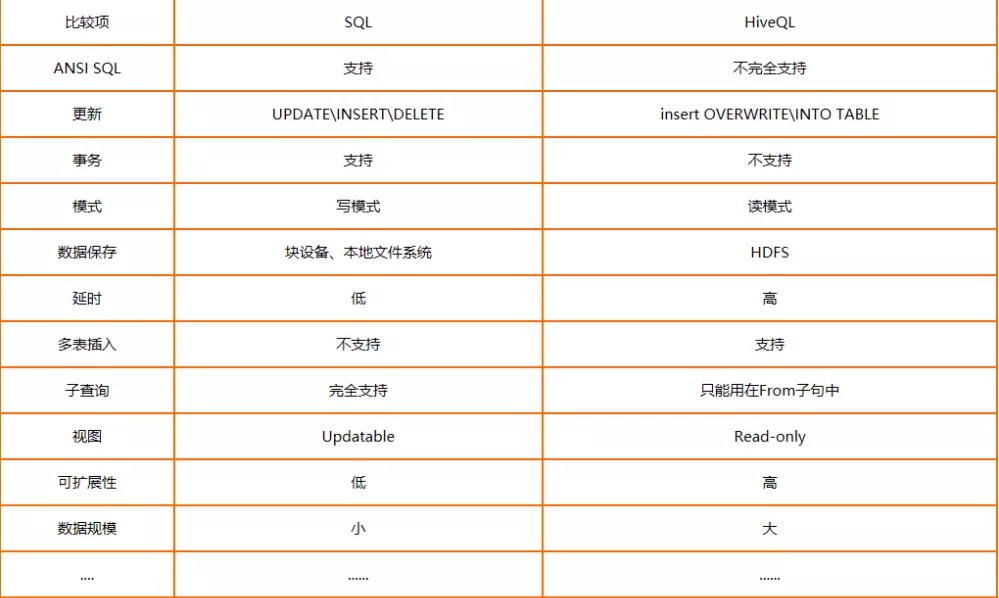 比较项 SQL HiveQL
ANSI SQL 支持 不完全支持
更新 UPDATE\INSERT\DELETE insert OVERWRITE\INTO TABLE
事务 支持 不支持
模式 写模式 读模式
数据保存 块设备、本地文件系统 HDFS
延时 低 高
多表插入 不支持 支持
子查询 完全支持 只能用在From子句中
视图 Updatable Read-only
可扩展性 低 高
数据规模 小 大
.... ...... ......